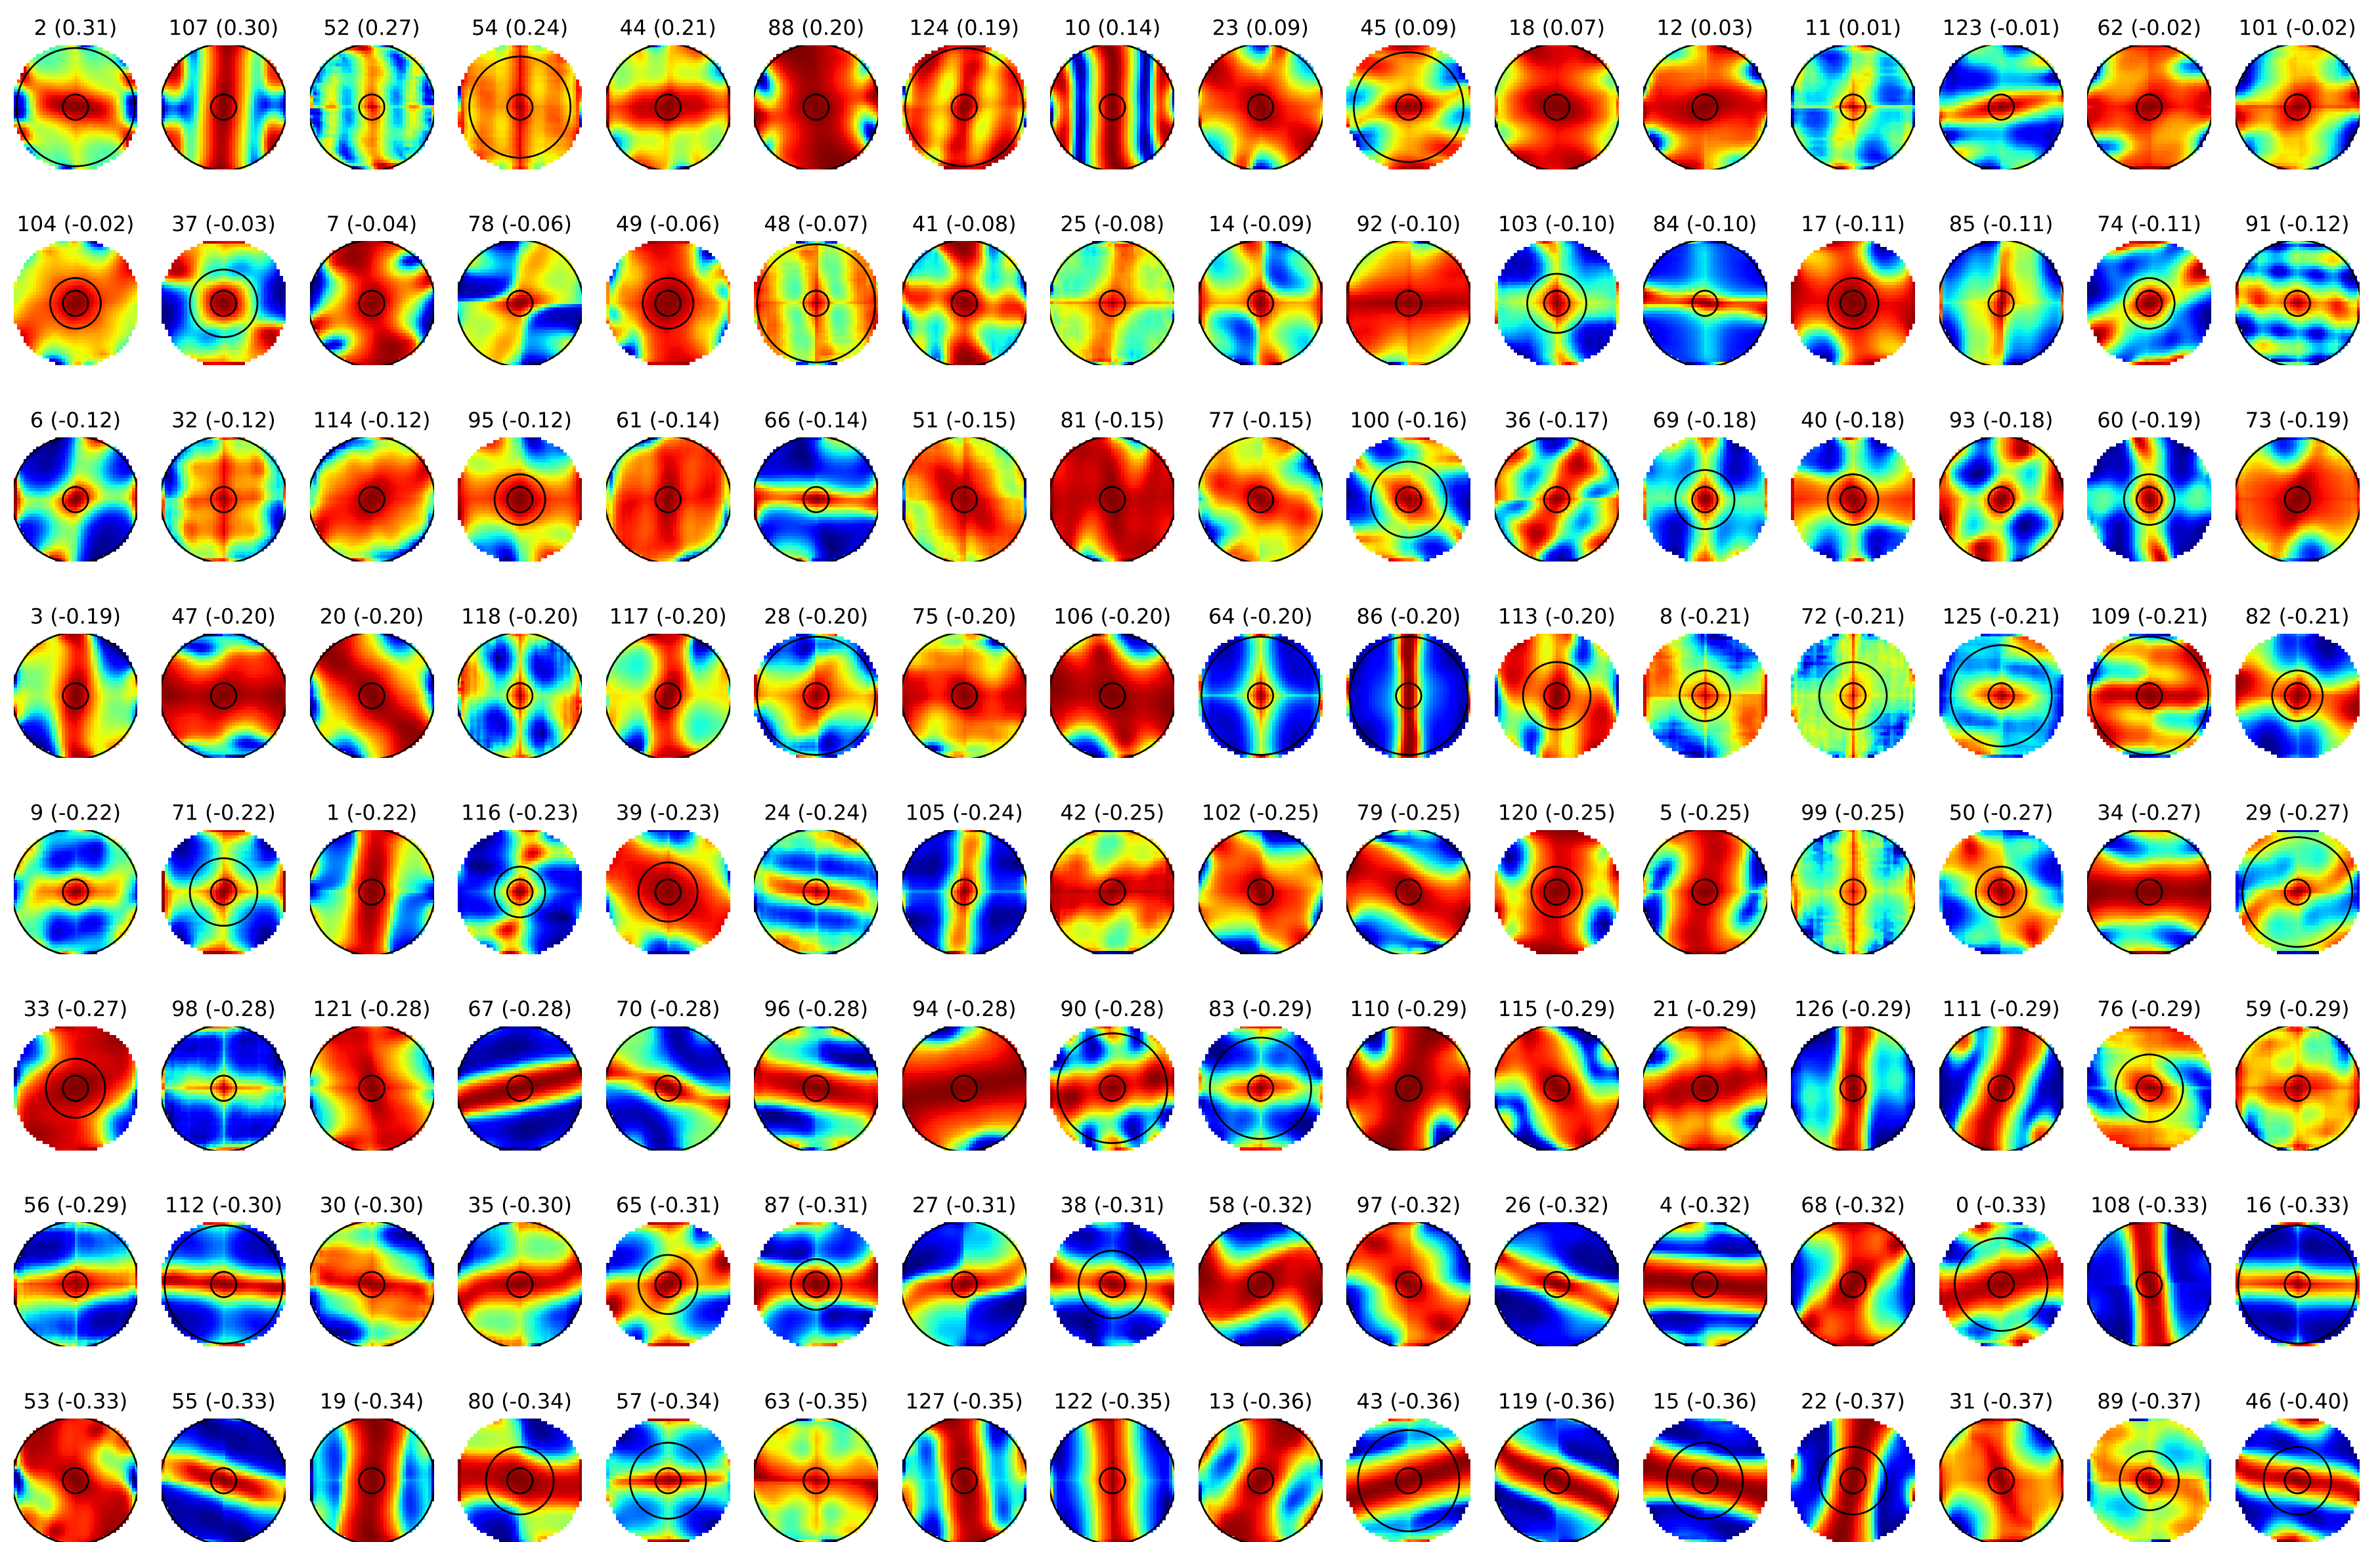 2 (0.31) 107 (0.30) 52 (0.27) 54 (0.24) 44 (0.21) 88 (0.20) 124 (0.19) 10 (0.14) 23 (0.09) 45 (0.09) 18 (0.07) 12 (0.03) 11 (0.01) 123 (-0.01) 62 (-0.02) 101 (-0.02)
104 (-0.02) 37 (-0.03) 7 (-0.04) 78 (-0.06) 49 (-0.06) 48 (-0.07) 41 (-0.08) 25 (-0.08) 14 (-0.09) 92 (-0.10) 103 (-0.10) 84 (-0.10) 17 (-0.11) 85 (-0.11) 74 (-0.11) 91 (-0.12)
6 (-0.12) 32 (-0.12) 114 (-0.12) 95 (-0.12) 61 (-0.14) 66 (-0.14) 51 (-0.15) 81 (-0.15) 77 (-0.15) 100 (-0.16) 36 (-0.17) 69 (-0.18) 40 (-0.18) 93 (-0.18) 60 (-0.19) 73 (-0.19)
3 (-0.19) 47 (-0.20) 20 (-0.20) 118 (-0.20) 117 (-0.20) 28 (-0.20) 75 (-0.20) 106 (-0.20) 64 (-0.20) 86 (-0.20) 113 (-0.20) 8 (-0.21) 72 (-0.21) 125 (-0.21) 109 (-0.21) 82 (-0.21)
9 (-0.22) 71 (-0.22) 1 (-0.22) 116 (-0.23) 39 (-0.23) 24 (-0.24) 105 (-0.24) 42 (-0.25) 102 (-0.25) 79 (-0.25) 120 (-0.25) 5 (-0.25) 99 (-0.25) 50 (-0.27) 34 (-0.27) 29 (-0.27)
33 (-0.27) 98 (-0.28) 121 (-0.28) 67 (-0.28) 70 (-0.28) 96 (-0.28) 94 (-0.28) 90 (-0.28) 83 (-0.29) 110 (-0.29) 115 (-0.29) 21 (-0.29) 126 (-0.29) 111 (-0.29) 76 (-0.29) 59 (-0.29)
56 (-0.29) 112 (-0.30) 30 (-0.30) 35 (-0.30) 65 (-0.31) 87 (-0.31) 27 (-0.31) 38 (-0.31) 58 (-0.32) 97 (-0.32) 26 (-0.32) 4 (-0.32) 68 (-0.32) 0 (-0.33) 108 (-0.33) 16 (-0.33)
53 (-0.33) 55 (-0.33) 19 (-0.34) 80 (-0.34) 57 (-0.34) 63 (-0.35) 127 (-0.35) 122 (-0.35) 13 (-0.36) 43 (-0.36) 119 (-0.36) 15 (-0.36) 22 (-0.37) 31 (-0.37) 89 (-0.37) 46 (-0.40)